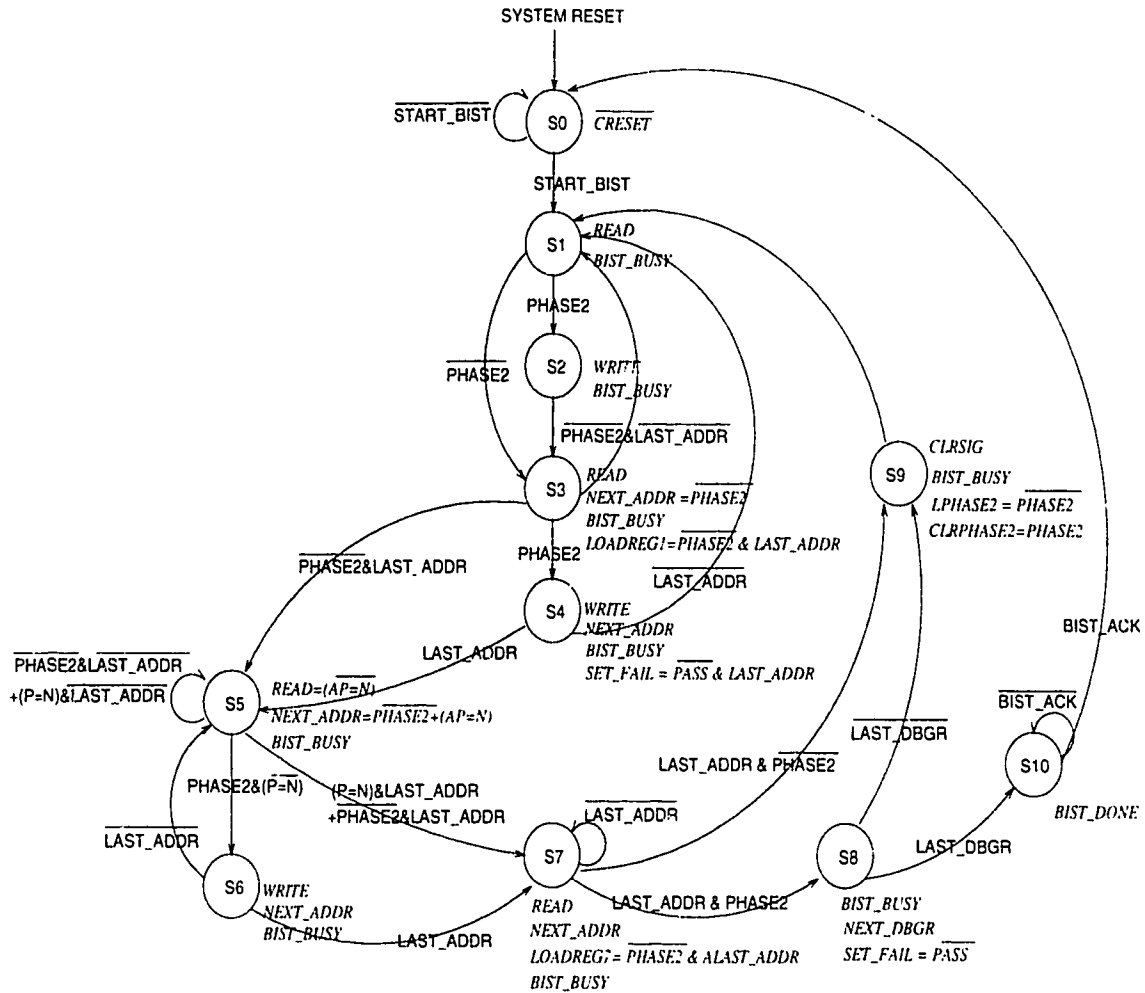 SYSTEM RESET
START_BIST
S0
CRESET
START_BIST
S1
READ
BIST_BUSY
PHASE2
PHASE2
S2
WRITE
BIST_BUSY
PHASE2&LAST_ADDR
S3
READ
NEXT_ADDR = PHASE2
BIST_BUSY
LOADREG1=PHASE2 & LAST_ADDR
S9
CLRSIG
BIST_BUSY
LPHASE2 = PHASE2
CLRPHASE2=PHASE2
PHASE2&LAST_ADDR
PHASE2
LAST_ADDR
S4
WRITE
NEXT_ADDR
BIST_BUSY
SET_FAIL = PASS & LAST_ADDR
BIST_ACK
LAST_ADDR
PHASE2&LAST_ADDR
+(P=N)&LAST_ADDR
S5
READ=(AP=N)
NEXT_ADDR=PHASE2+(AP=N)
BIST_BUSY
BIST_ACK
LAST_DBGR
S10
BIST_DONE
LAST_ADDR & PHASE2
PHASE2&(P=N)
(P=N)&LAST_ADDR
+PHASE2&LAST_ADDR
LAST_ADDR
LAST_ADDR
S7
S8
LAST_DBGR
S6
WRITE
NEXT_ADDR
BIST_BUSY
LAST_ADDR
READ
NEXT_ADDR
LOADREG?= PHASE2 & ALAST_ADDR
BIST_BUSY
LAST_ADDR & PHASE2
BIST_BUSY
NEXT_DBGR
SET_FAIL = PASS